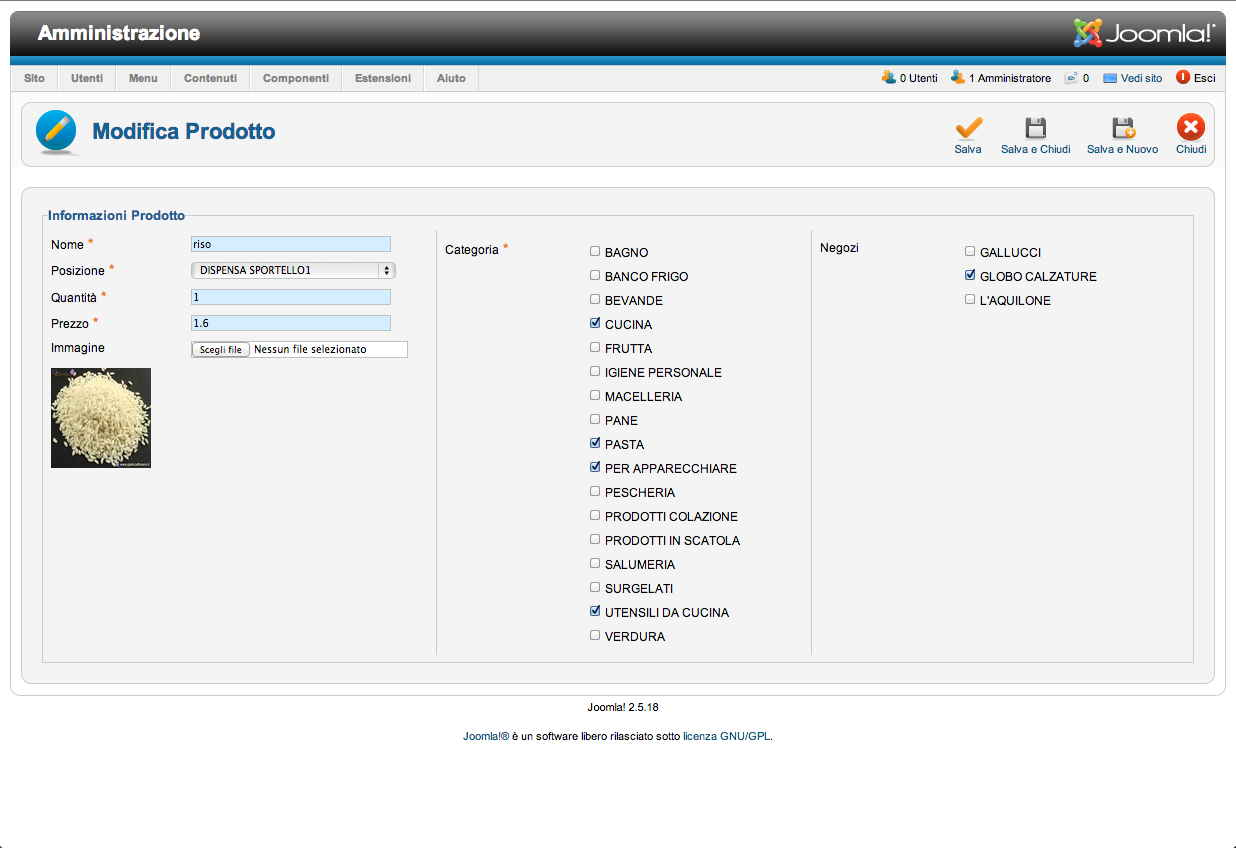 Amministrazione
Joomla!
Sito Utenti Menu Contenuti Componenti Estensioni Aiuto
0 Utenti 1 Amministratore 0 Vedi sito Esci
Modifica Prodotto
Salva Salva e Chiudi Salva e Nuovo Chiudi
Informazioni Prodotto
Nome *
riso
Posizione *
DISPENSA SPORTELLO1
Quantità *
1
Prezzo *
1.6
Immagine
Scegli file Nessun file selezionato
Categoria *
BAGNO
BANCO FRIGO
BEVANDE
CUCINA
FRUTTA
IGIENE PERSONALE
MACELLERIA
PANE
PASTA
PER APPARECCHIARE
PESCHERIA
PRODOTTI COLAZIONE
PRODOTTI IN SCATOLA
SALUMERIA
SURGELATI
UTENSILI DA CUCINA
VERDURA
Negozi
GALLUCCI
GLOBO CALZATURE
L'AQUILONE
Joomla! 2.5.18
Joomla!® è un software libero rilasciato sotto licenza GNU/GPL.